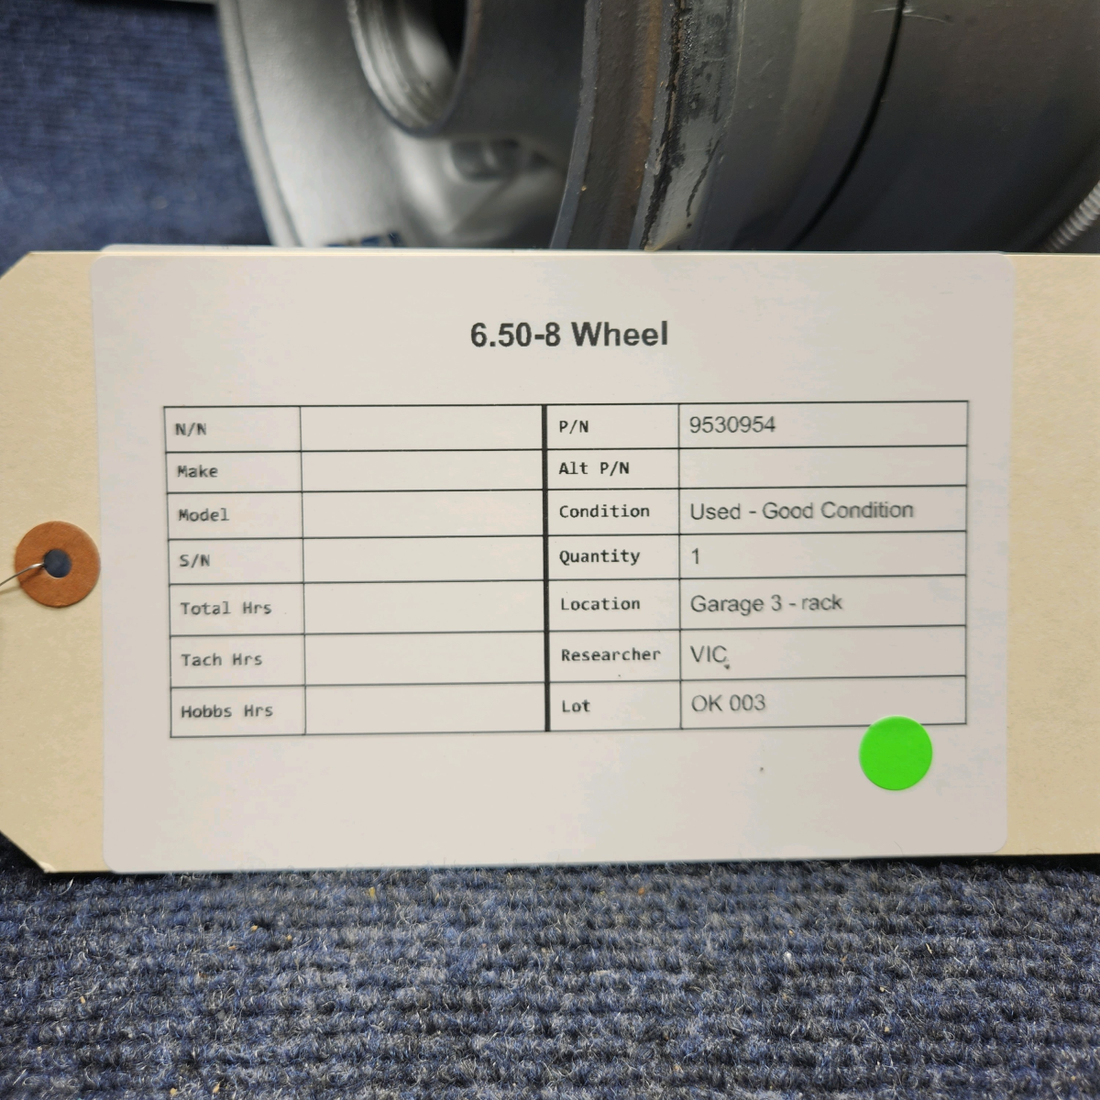 6.50-8 Wheel
N/N P/N 9530954
Make Alt P/N
Model Condition Used - Good Condition
S/N Quantity 1
Total Hrs Location Garage 3 - rack
Tach Hrs Researcher VIC
Hobbs Hrs Lot OK 003